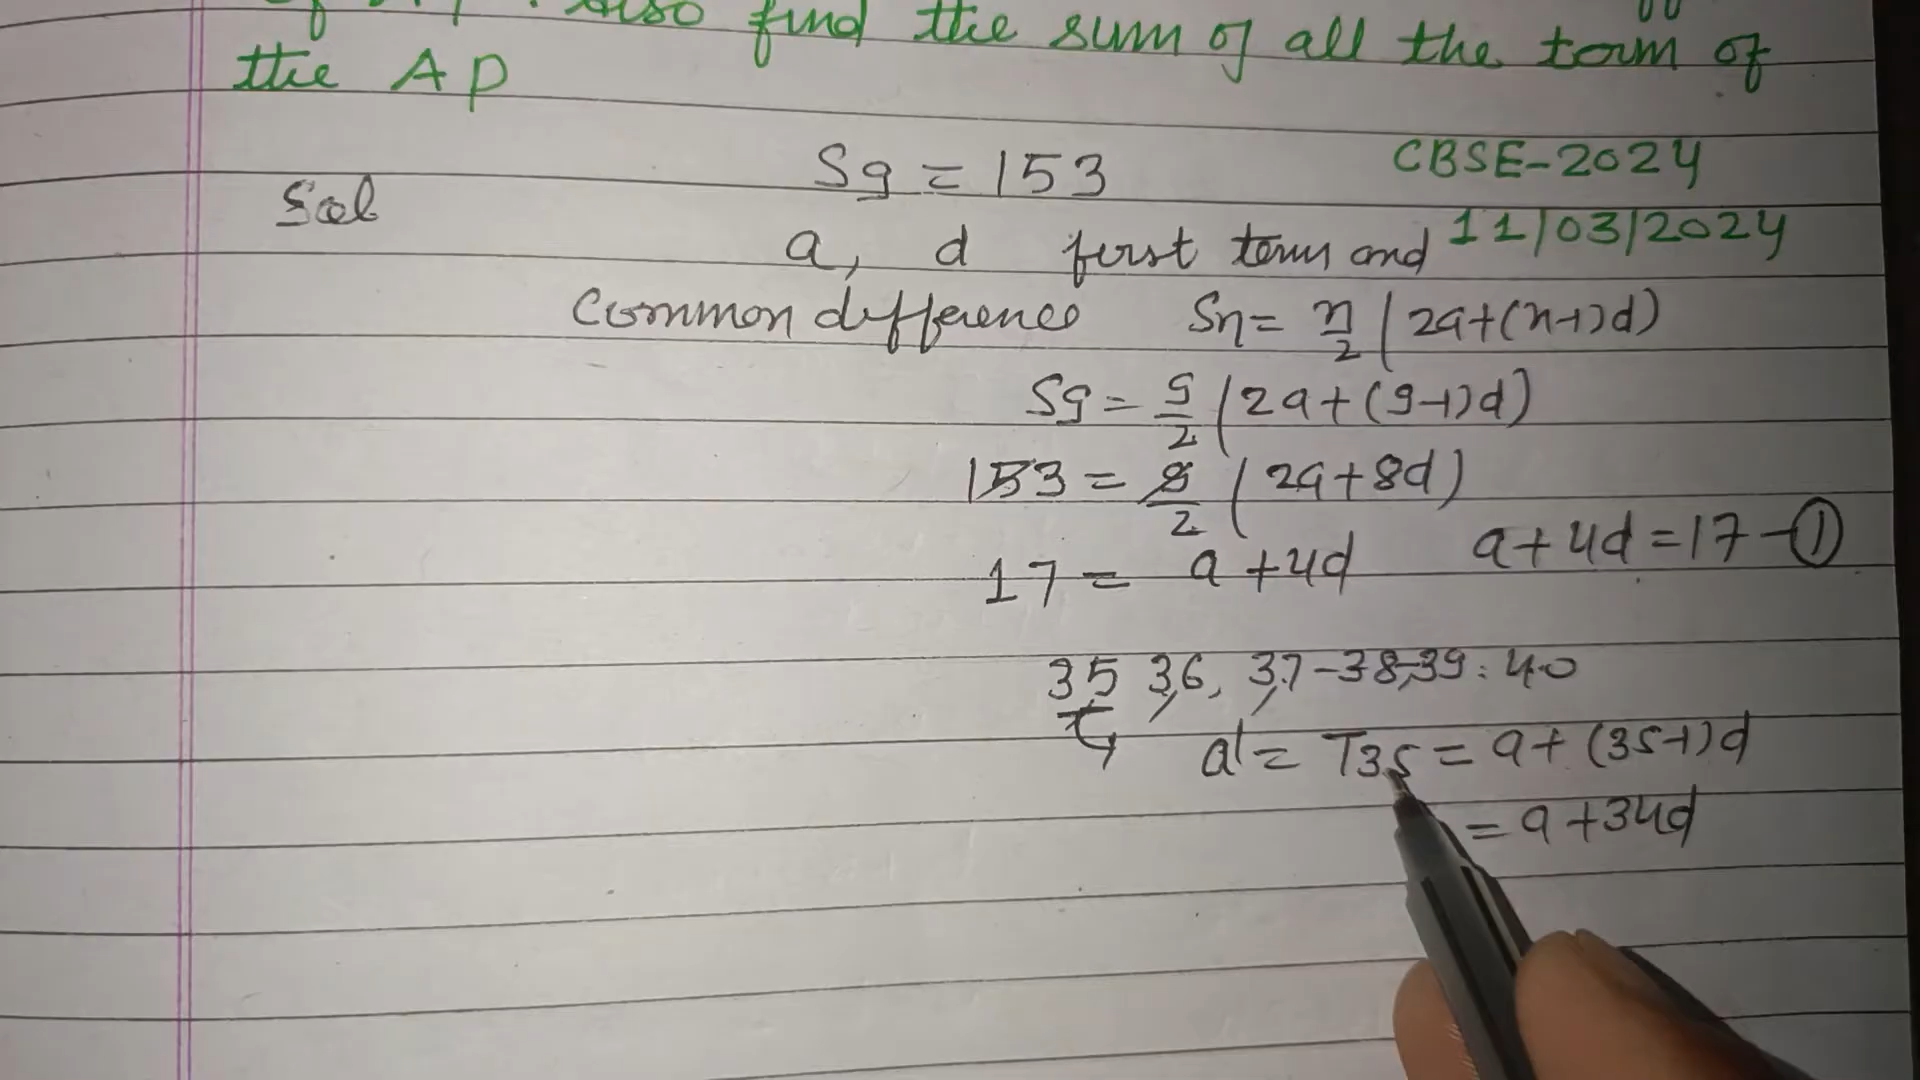 of A.P. Also find the sum of all the term of
the AP
S9 = 153
CBSE-2024
Sol
a, d first term and
11/03/2024
Common difference Sn = n/2 (2a+(n-1)d)
S9 = 9/2 (2a+(9-1)d)
153 = 9/2 (2a+8d)
17 = a+4d a+4d=17-①
35 36, 37-38,39. 40
a' = T35 = a+(35-1)d
= a+34d